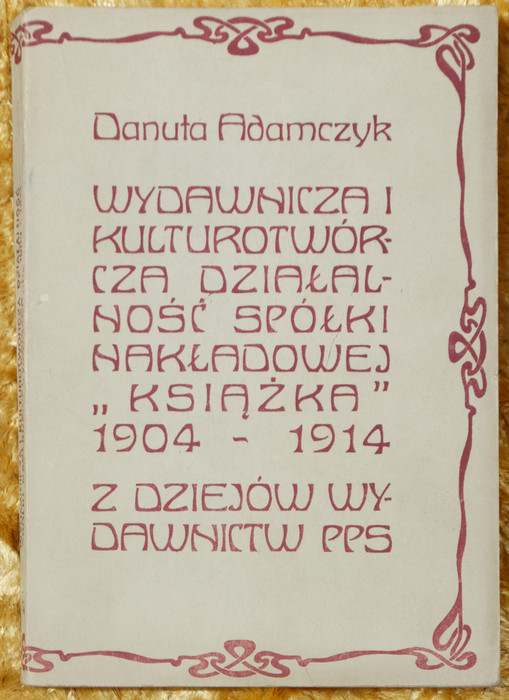 Danuta Adamczyk
WYDAWNICZA I
KULTUROTWÓR-
CZA DZIAŁAL-
NOŚĆ SPÓŁKI
NAKŁADOWEJ
„KSIĄŻKA”
1904 - 1914
Z DZIEJÓW WY-
DAWNICTW PPS